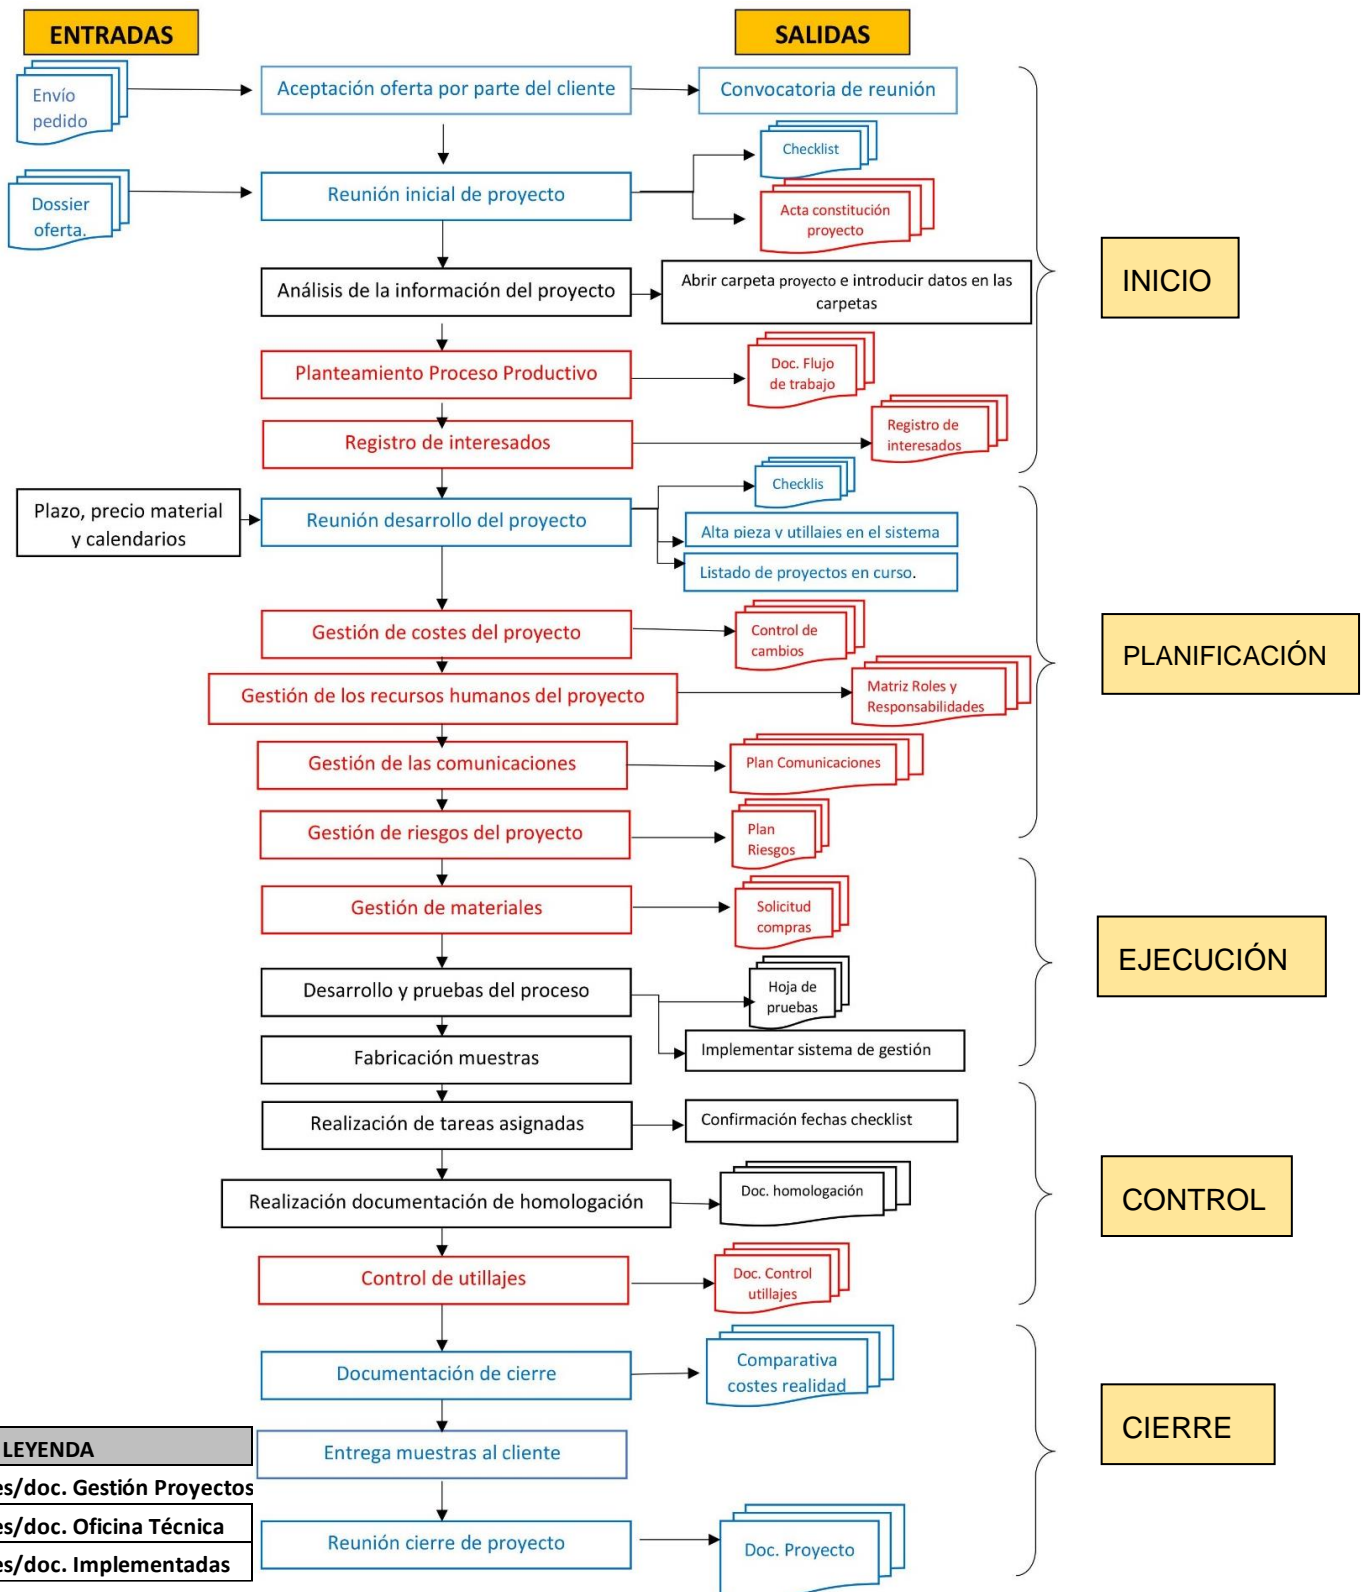 ENTRADAS
SALIDAS
Envío
pedido
Aceptación oferta por parte del cliente
Convocatoria de reunión
Checklist
Dossier
oferta.
Reunión inicial de proyecto
Acta constitución
proyecto
Análisis de la información del proyecto
Abrir carpeta proyecto e introducir datos en las
carpetas
INICIO
Planteamiento Proceso Productivo
Doc. Flujo
de trabajo
Registro de interesados
Registro de
interesados
Plazo, precio material
y calendarios
Reunión desarrollo del proyecto
Checklis
Alta pieza y utillajes en el sistema
Listado de proyectos en curso.
Gestión de costes del proyecto
Control de
cambios
PLANIFICACIÓN
Gestión de los recursos humanos del proyecto
Matriz Roles y
Responsabilidades
Gestión de las comunicaciones
Plan Comunicaciones
Gestión de riesgos del proyecto
Plan
Riesgos
Gestión de materiales
Solicitud
compras
EJECUCIÓN
Desarrollo y pruebas del proceso
Hoja de
pruebas
Implementar sistema de gestión
Fabricación muestras
Realización de tareas asignadas
Confirmación fechas checklist
Realización documentación de homologación
Doc. homologación
CONTROL
Control de utillajes
Doc. Control
utillajes
Documentación de cierre
Comparativa
costes realidad
CIERRE
Entrega muestras al cliente
Reunión cierre de proyecto
Doc. Proyecto
LEYENDA
es/doc. Gestión Proyectos
es/doc. Oficina Técnica
es/doc. Implementadas